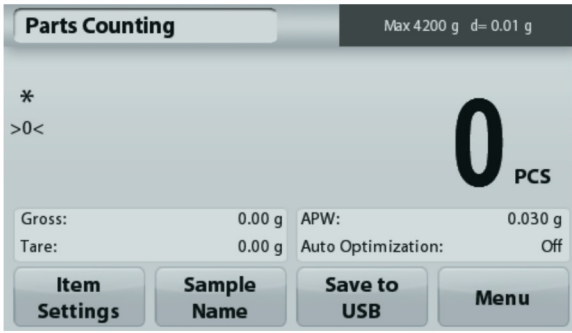 Parts Counting
Max 4200 g d= 0.01 g
*
>0<
0 PCS
Gross: 0.00 g APW: 0.030 g
Tare: 0.00 g Auto Optimization: Off
Item Settings
Sample Name
Save to USB
Menu